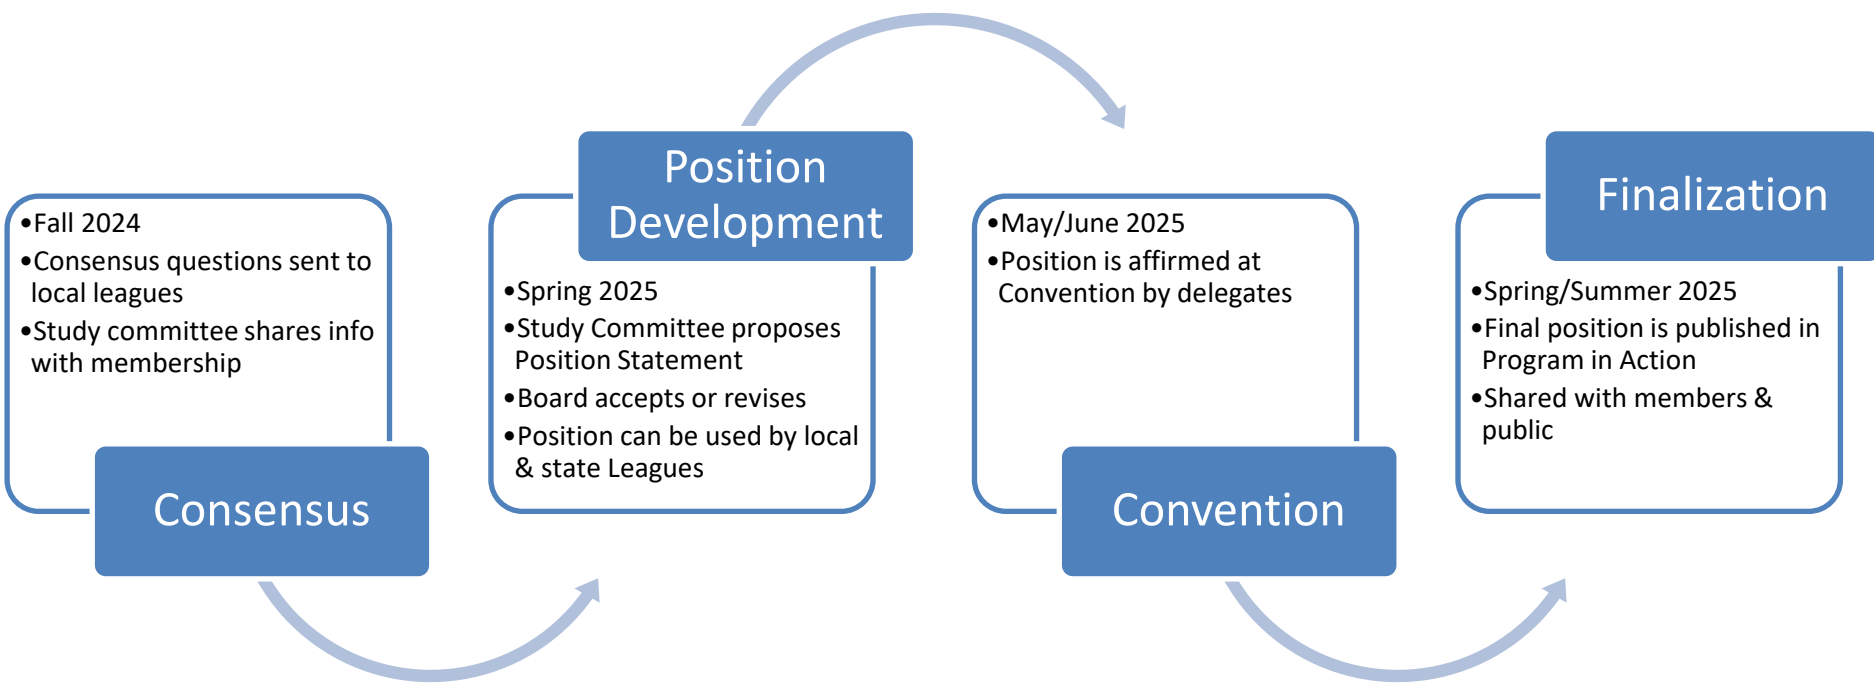 •Fall 2024
•Consensus questions sent to
local leagues
•Study committee shares info
with membership
Consensus
Position
Development
•Spring 2025
•Study Committee proposes
Position Statement
•Board accepts or revises
•Position can be used by local
& state Leagues
•May/June 2025
•Position is affirmed at
Convention by delegates
Convention
Finalization
•Spring/Summer 2025
•Final position is published in
Program in Action
•Shared with members &
public